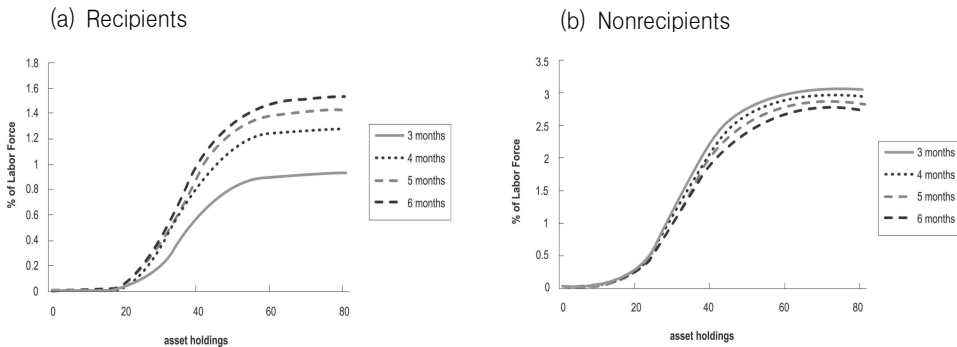 (a) Recipients
1.8
1.6
1.4
1.2
1
0.8
0.6
0.4
0.2
0
% of Labor Force
0 20 40 60 80
asset holdings
3 months
4 months
5 months
6 months
(b) Nonrecipients
3.5
3
2.5
2
1.5
1
0.5
0
% of Labor Force
0 20 40 60 80
asset holdings
3 months
4 months
5 months
6 months